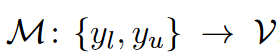 ℳ: {y_l, y_u} → 𝒱